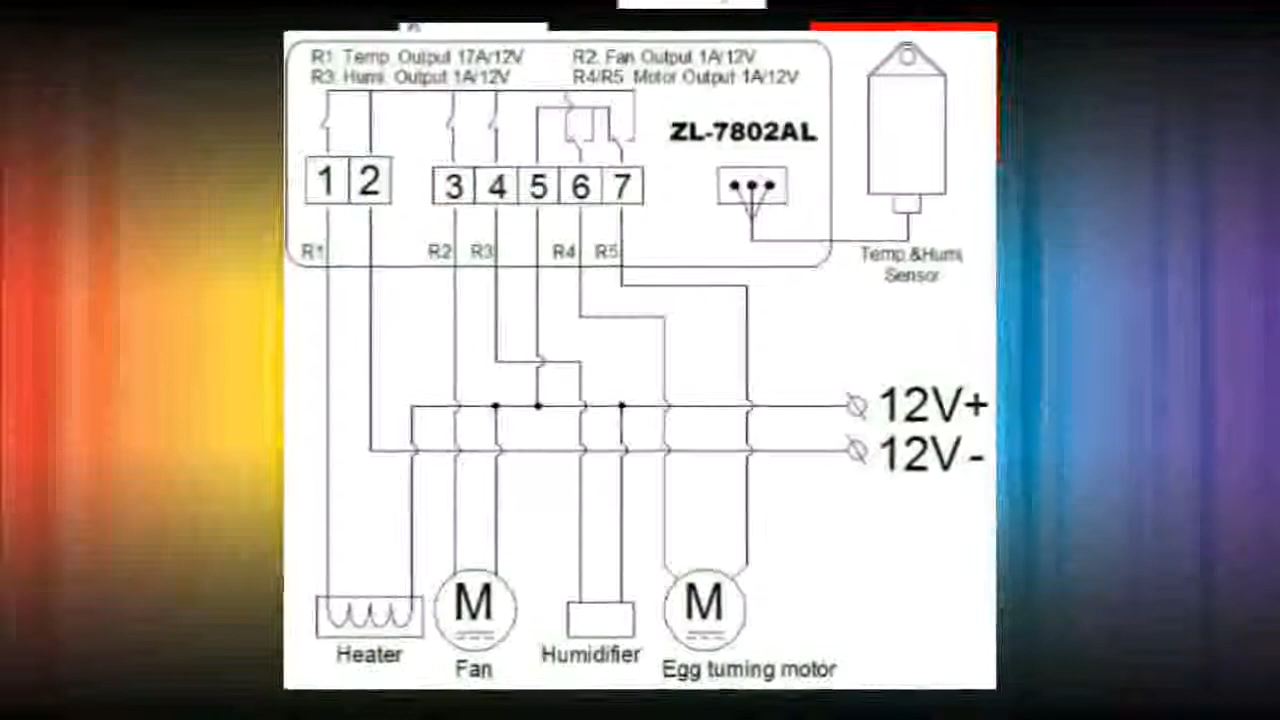 R1: Temp. Output 17A/12V
R2: Fan Output 1A/12V
R3: Humi. Output 1A/12V
R4/R5: Motor Output 1A/12V
ZL-7802AL
1 2 3 4 5 6 7
R1 R2 R3 R4 R5
Temp.&Humi.
Sensor
12V+
12V-
M
M
Heater
Fan
Humidifier
Egg turning motor